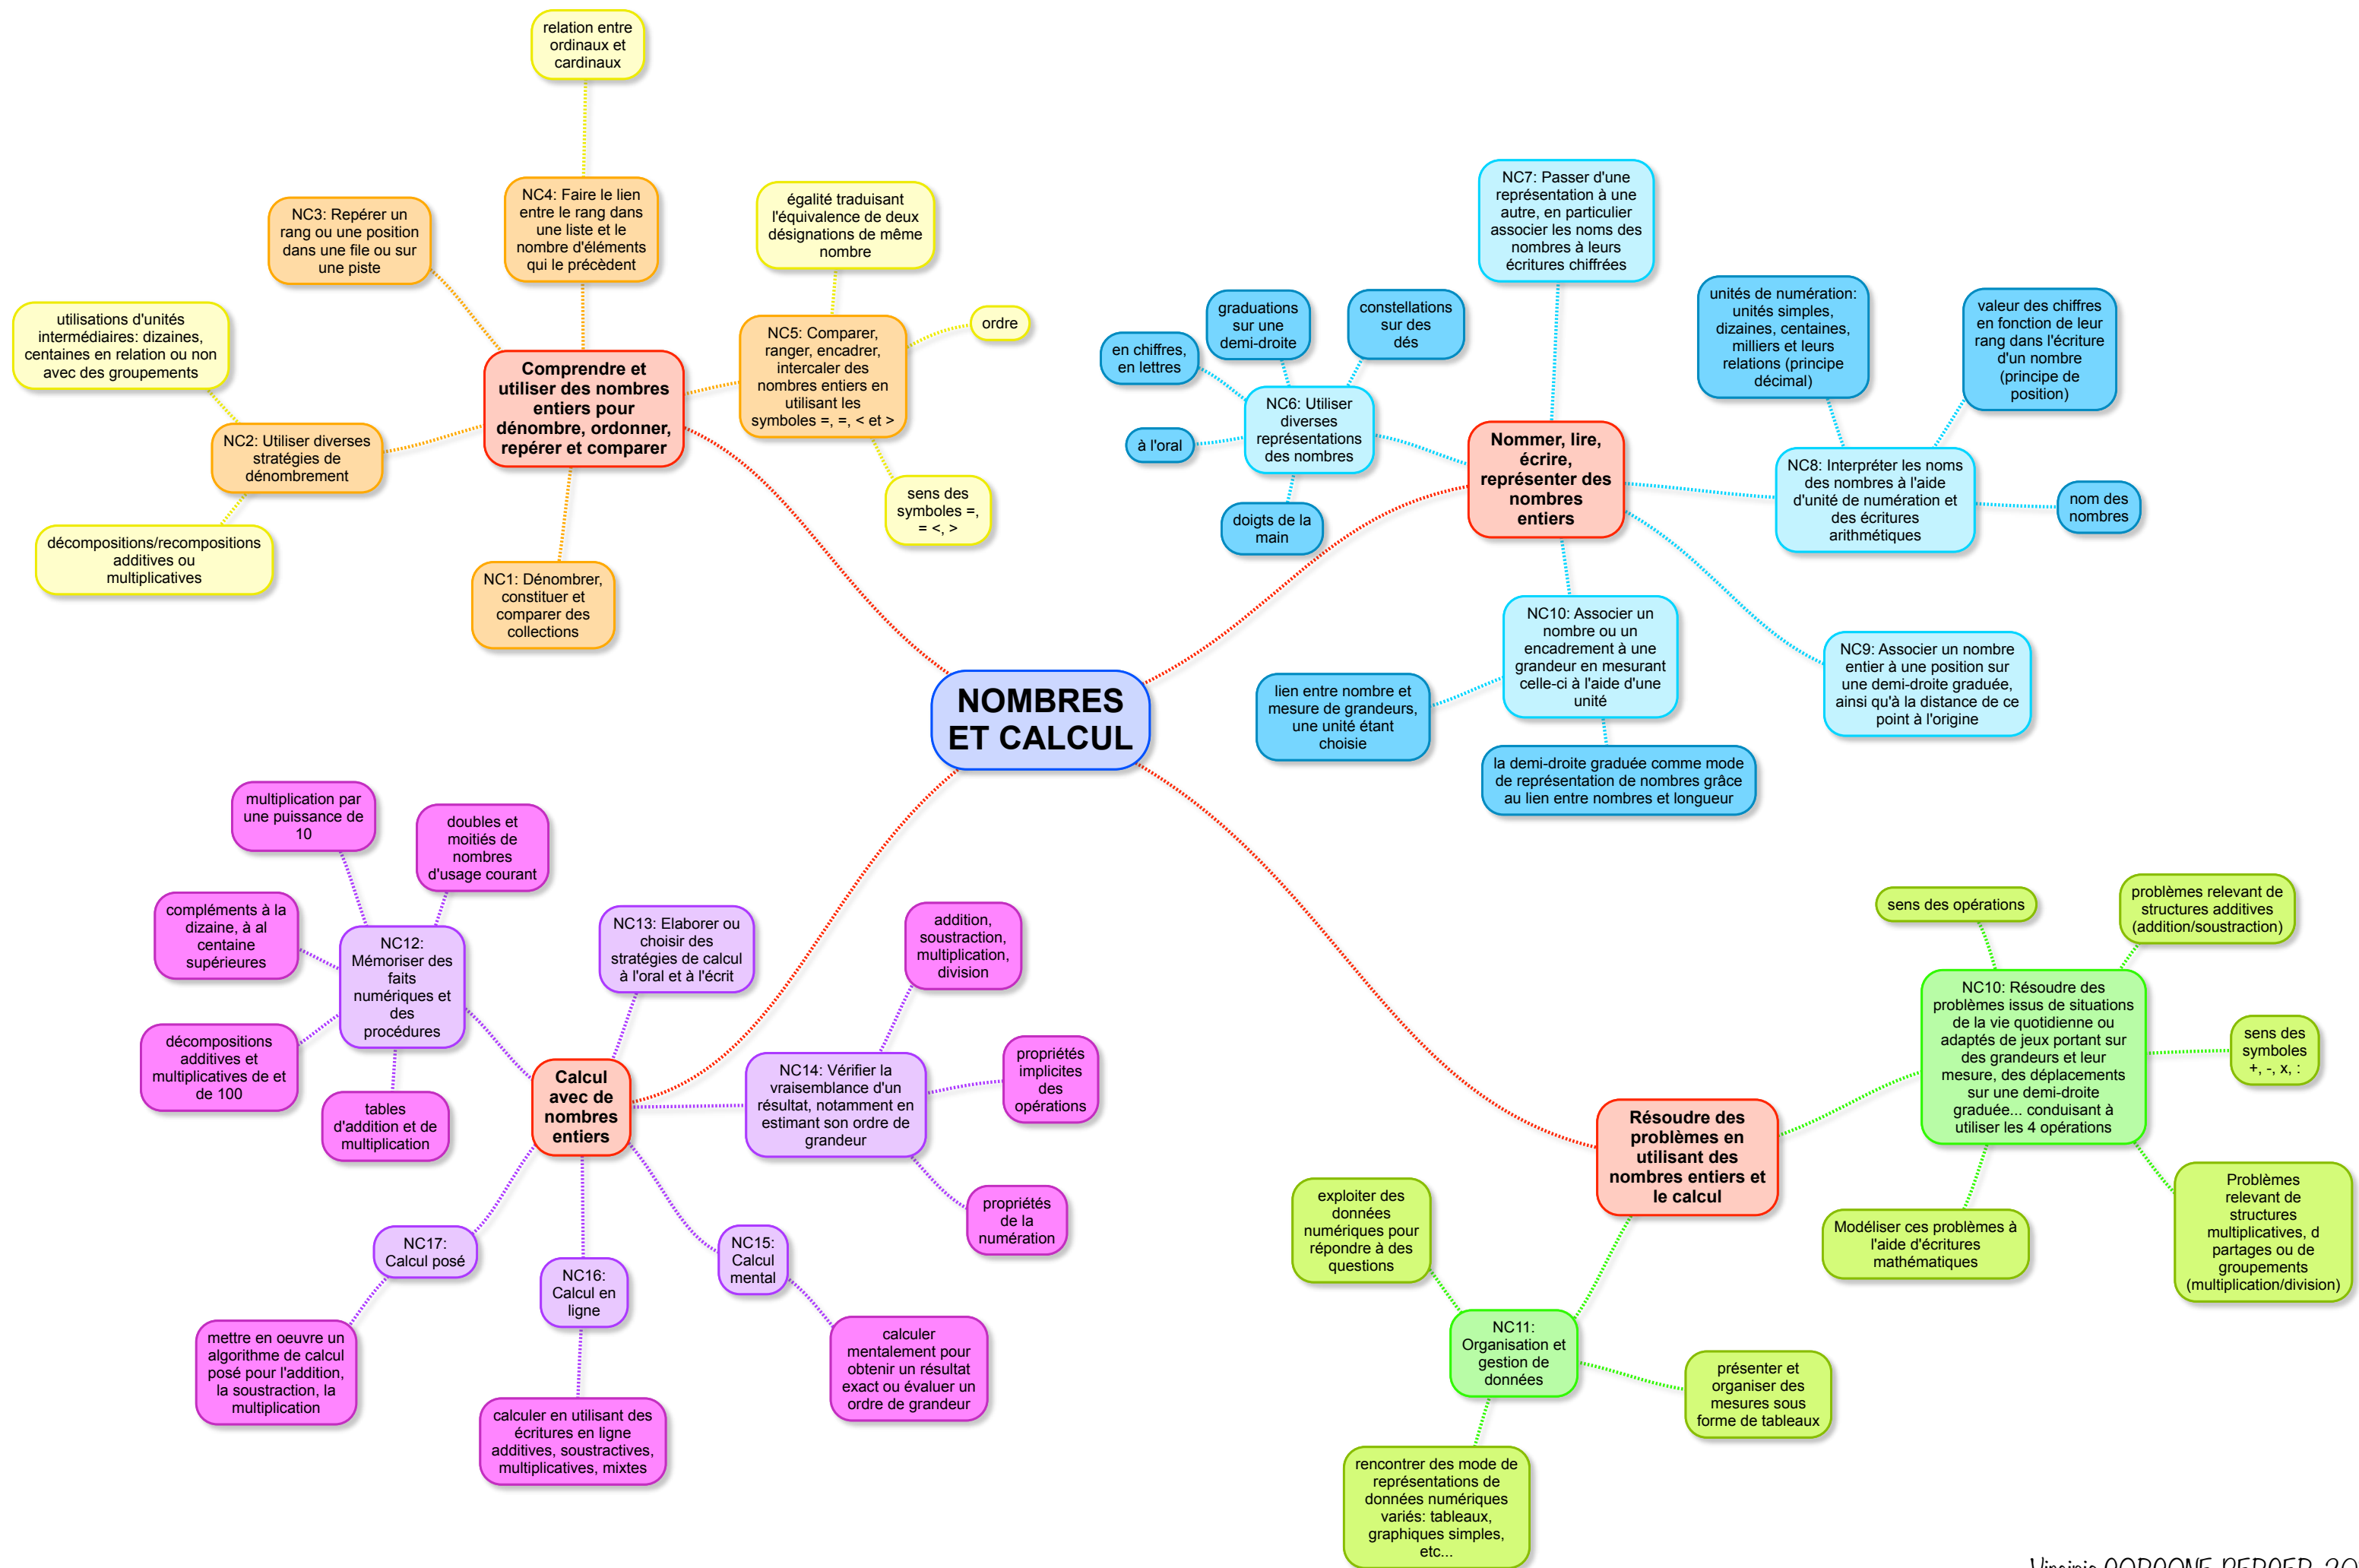 relation entre
ordinaux et
cardinaux
NC4: Faire le lien
entre le rang dans
une liste et le
nombre d'éléments
qui le précèdent
NC3: Repérer un
rang ou une position
dans une file ou sur
une piste
égalité traduisant
l'équivalence de deux
désignations de même
nombre
ordre
NC5: Comparer,
ranger, encadrer,
intercaler des
nombres entiers en
utilisant les
symboles =, =, < et >
sens des
symboles =,
= <, >
utilisations d'unités
intermédiaires: dizaines,
centaines en relation ou non
avec des groupements
Comprendre et
utiliser des nombres
entiers pour
dénombre, ordonner,
repérer et comparer
NC2: Utiliser diverses
stratégies de
dénombrement
décompositions/recompositions
additives ou
multiplicatives
NC1: Dénombrer,
constituer et
comparer des
collections
NC7: Passer d'une
représentation à une
autre, en particulier
associer les noms des
nombres à leurs
écritures chiffrées
graduations
sur une
demi-droite
constellations
sur des
dés
en chiffres,
en lettres
à l'oral
NC6: Utiliser
diverses
représentations
des nombres
doigts de la
main
Nommer, lire,
écrire,
représenter des
nombres
entiers
unités de numération:
unités simples,
dizaines, centaines,
milliers et leurs
relations (principe
décimal)
valeur des chiffres
en fonction de leur
rang dans l'écriture
d'un nombre
(principe de
position)
NC8: Interpréter les noms
des nombres à l'aide
d'unité de numération et
des écritures
arithmétiques
nom des
nombres
NC10: Associer un
nombre ou un
encadrement à une
grandeur en mesurant
celle-ci à l'aide d'une
unité
NC9: Associer un nombre
entier à une position sur
une demi-droite graduée,
ainsi qu'à la distance de ce
point à l'origine
lien entre nombre et
mesure de grandeurs,
une unité étant
choisie
la demi-droite graduée comme mode
de représentation de nombres grâce
au lien entre nombres et longueur
NOMBRES
ET CALCUL
multiplication par
une puissance de
10
doubles et
moitiés de
nombres
d'usage courant
compléments à la
dizaine, à al
centaine
supérieures
NC12:
Mémoriser des
faits
numériques et
des
procédures
décompositions
additives et
multiplicatives de et
de 100
tables
d'addition et de
multiplication
NC13: Elaborer ou
choisir des
stratégies de calcul
à l'oral et à l'écrit
addition,
soustraction,
multiplication,
division
Calcul
avec de
nombres
entiers
NC14: Vérifier la
vraisemblance d'un
résultat, notamment en
estimant son ordre de
grandeur
propriétés
implicites
des
opérations
propriétés
de la
numération
NC17:
Calcul posé
NC16:
Calcul en
ligne
NC15:
Calcul
mental
mettre en oeuvre un
algorithme de calcul
posé pour l'addition,
la soustraction, la
multiplication
calculer en utilisant des
écritures en ligne
additives, soustractives,
multiplicatives, mixtes
calculer
mentalement pour
obtenir un résultat
exact ou évaluer un
ordre de grandeur
sens des opérations
problèmes relevant de
structures additives
(addition/soustraction)
NC10: Résoudre des
problèmes issus de situations
de la vie quotidienne ou
adaptés de jeux portant sur
des grandeurs et leur
mesure, des déplacements
sur une demi-droite
graduée... conduisant à
utiliser les 4 opérations
sens des
symboles
+, -, x, :
Résoudre des
problèmes en
utilisant des
nombres entiers et
le calcul
Modéliser ces problèmes à
l'aide d'écritures
mathématiques
Problèmes
relevant de
structures
multiplicatives, d
partages ou de
groupements
(multiplication/division)
exploiter des
données
numériques pour
répondre à des
questions
NC11:
Organisation et
gestion de
données
présenter et
organiser des
mesures sous
forme de tableaux
rencontrer des mode de
représentations de
données numériques
variés: tableaux,
graphiques simples,
etc...